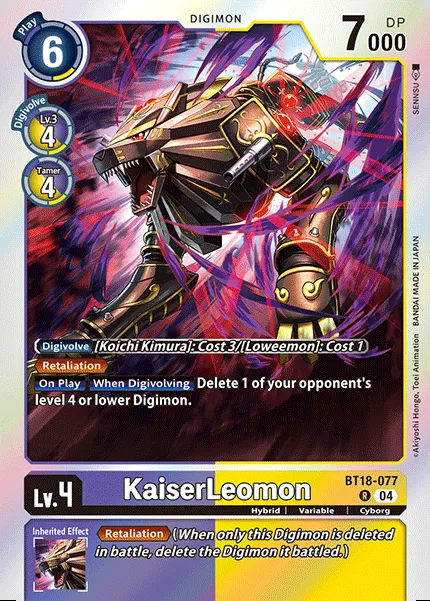 DIGIMON
Play
6
7000
DP
Digivolve
Lv.3
4
Tamer
4
SENNSU
©Akiyoshi Hongo, Toei Animation BANDAI MADE IN JAPAN
Digivolve [Koichi Kimura]: Cost 3/[Loweemon]: Cost 1
Retaliation
On Play When Digivolving Delete 1 of your opponent's
level 4 or lower Digimon.
BT18-077
Lv.4 KaiserLeomon R 04
Hybrid | Variable | Cyborg
Inherited Effect
Retaliation (When only this Digimon is deleted
in battle, delete the Digimon it battled.)